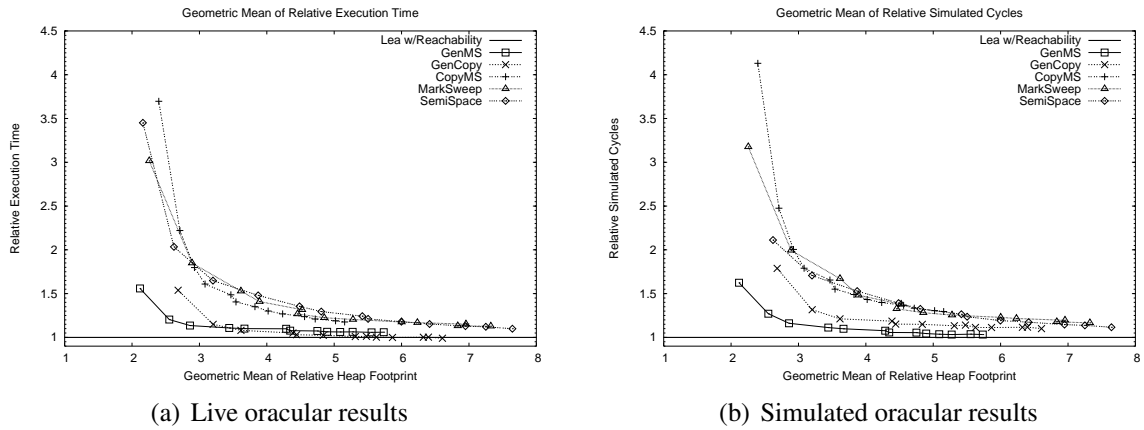 Geometric Mean of Relative Execution Time
4.5
4
3.5
3
2.5
2
1.5
1
Relative Execution Time
Lea w/Reachability
GenMS
GenCopy
CopyMS
MarkSweep
SemiSpace
1 2 3 4 5 6 7 8
Geometric Mean of Relative Heap Footprint
(a) Live oracular results
Geometric Mean of Relative Simulated Cycles
4.5
4
3.5
3
2.5
2
1.5
1
Relative Simulated Cycles
Lea w/Reachability
GenMS
GenCopy
CopyMS
MarkSweep
SemiSpace
1 2 3 4 5 6 7 8
Geometric Mean of Relative Heap Footprint
(b) Simulated oracular results